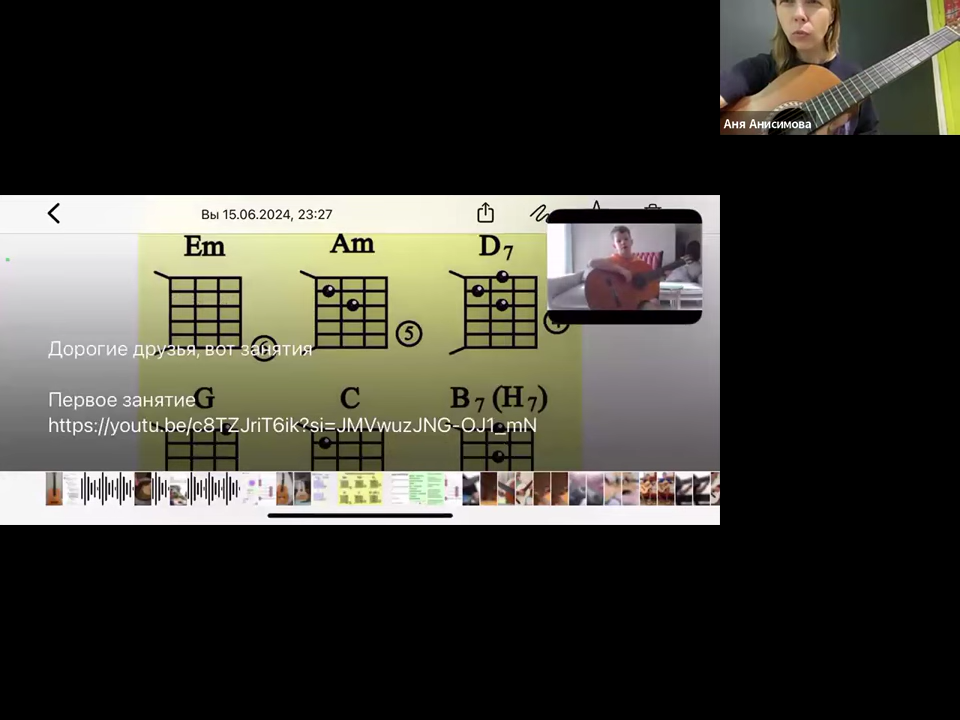 Аня Анисимова
Вы 15.06.2024, 23:27
Em Am D7
5
Дорогие друзья, вот занятия
Первое занятие
G C B7 (H7)
https://youtu.be/c8TZJriT6ik?si=JMVwuzJNG-OJ1_mN